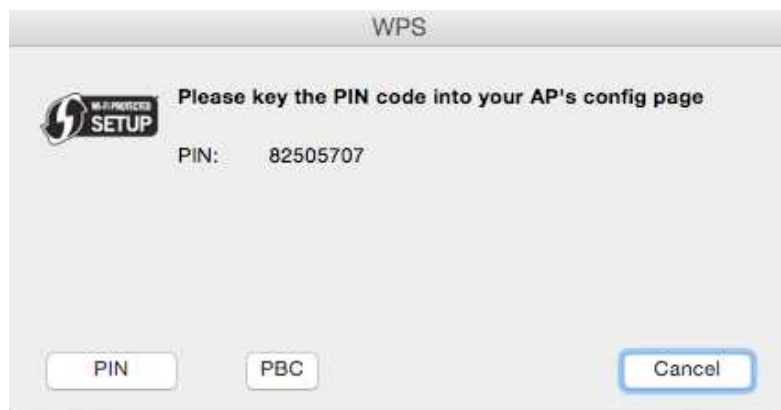 WPS
WI-FI PROTECTED
SETUP
Please key the PIN code into your AP's config page
PIN: 82505707
PIN PBC Cancel